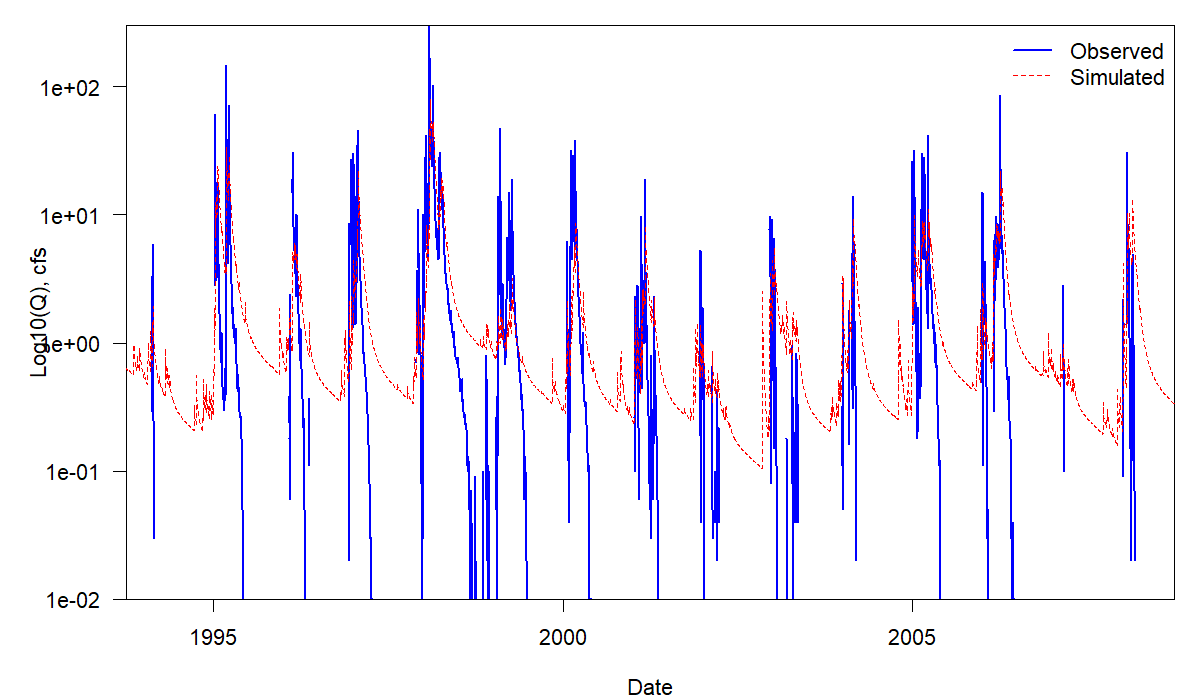 Observed
Simulated
1e+02
1e+01
1e+00
1e-01
1e-02
Log10(Q), cfs
1995
2000
2005
Date